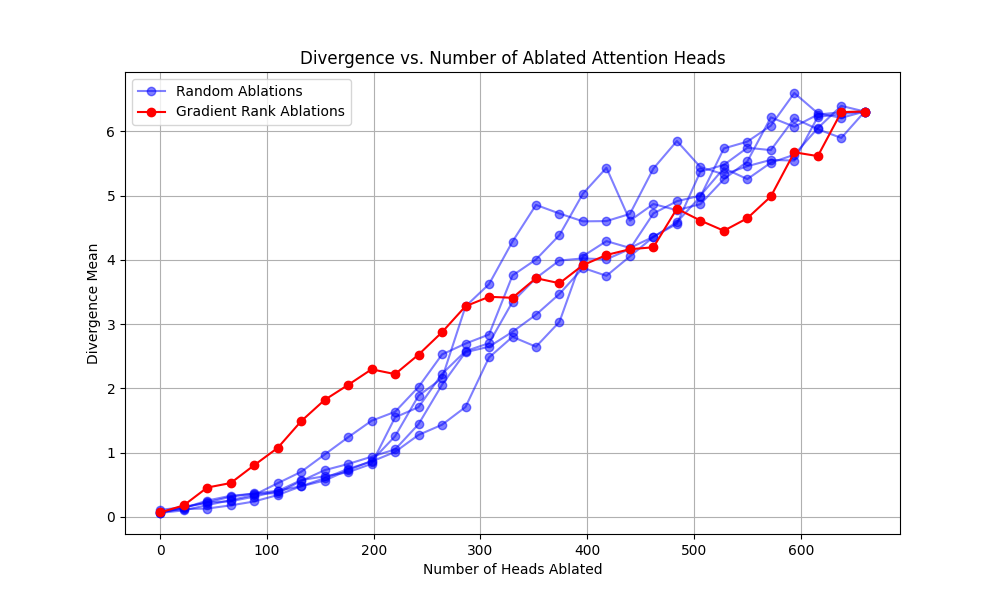 Divergence vs. Number of Ablated Attention Heads
Random Ablations
Gradient Rank Ablations
Divergence Mean
6
5
4
3
2
1
0
0 100 200 300 400 500 600
Number of Heads Ablated